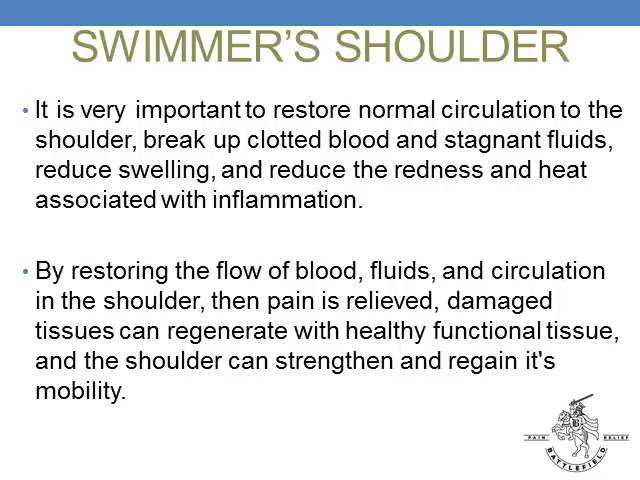 SWIMMER’S SHOULDER
• It is very important to restore normal circulation to the
shoulder, break up clotted blood and stagnant fluids,
reduce swelling, and reduce the redness and heat
associated with inflammation.
• By restoring the flow of blood, fluids, and circulation
in the shoulder, then pain is relieved, damaged
tissues can regenerate with healthy functional tissue,
and the shoulder can strengthen and regain it's
mobility.
B
PAIN RELIEF
BATTLEFIELD